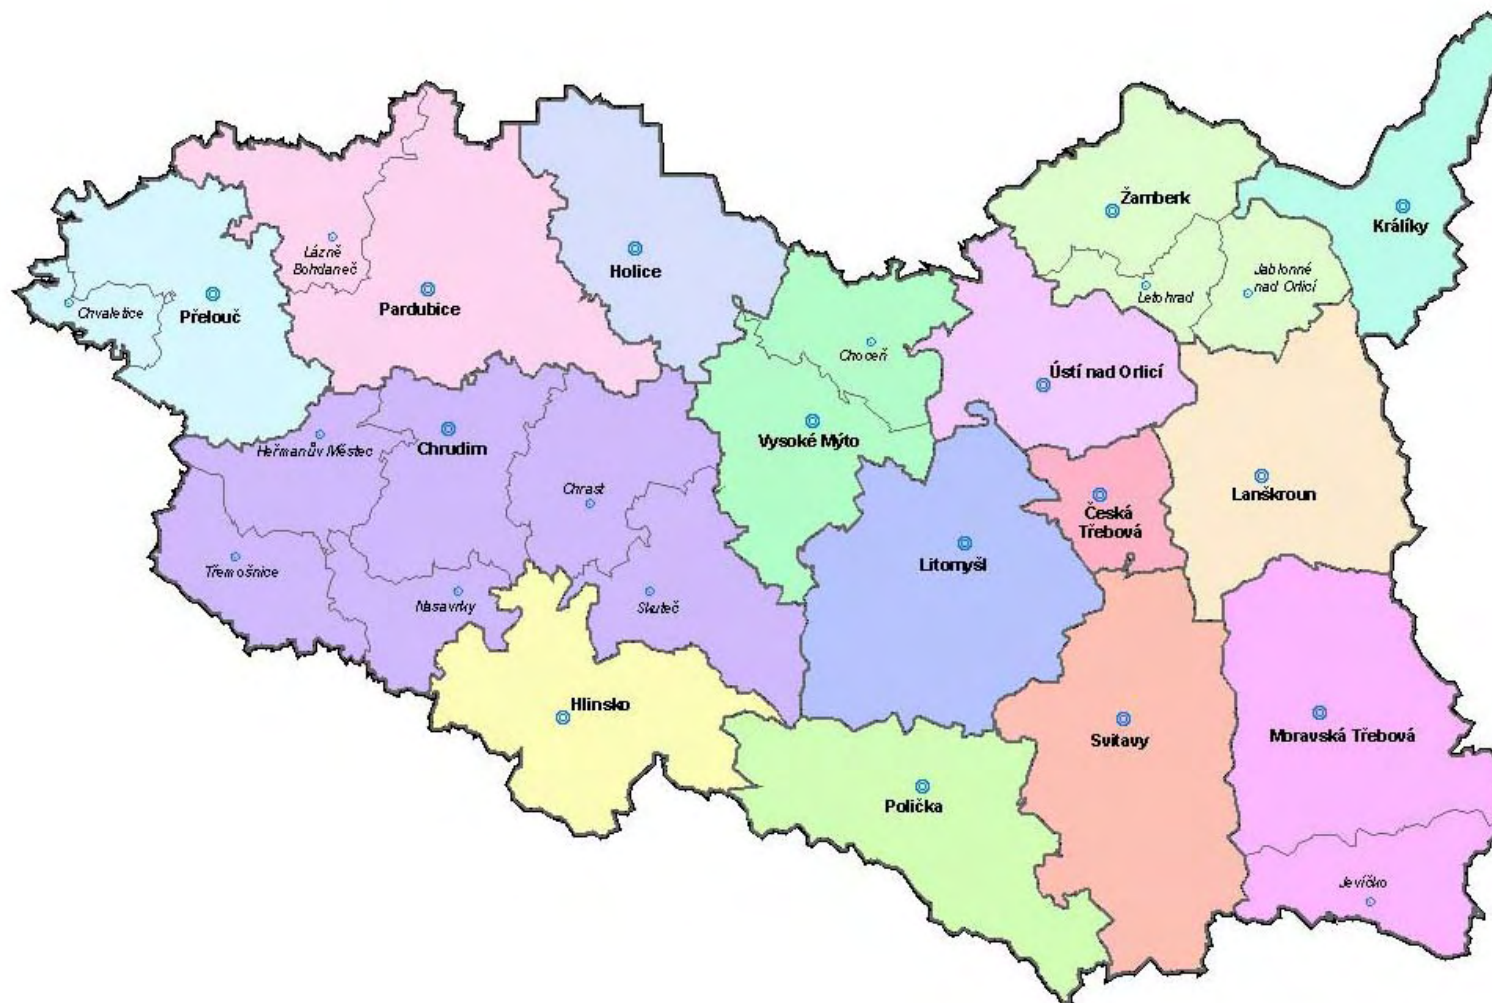 Žamberk
Králíky
Lázně
Bohdaneč
Holice
Jablonné
nad Orlicí
Letohrad
Chvaletice
Přelouč
Pardubice
Choceň
Ústí nad Orlicí
Heřmanův Městec
Chrudim
Vysoké Mýto
Chrast
Lanškroun
Česká
Třebová
Litomyšl
Třemošnice
Nasavrky
Skuteč
Hlinsko
Svitavy
Moravská Třebová
Polička
Jevíčko